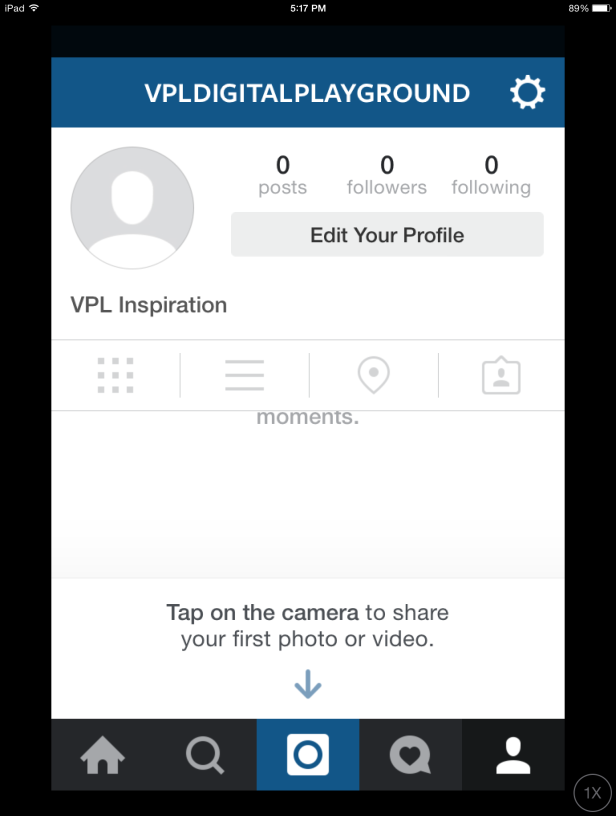 iPad 5:17 PM 89%
VPLDIGITALPLAYGROUND
0 0 0
posts followers following
Edit Your Profile
VPL Inspiration
moments.
Tap on the camera to share
your first photo or video.
1X